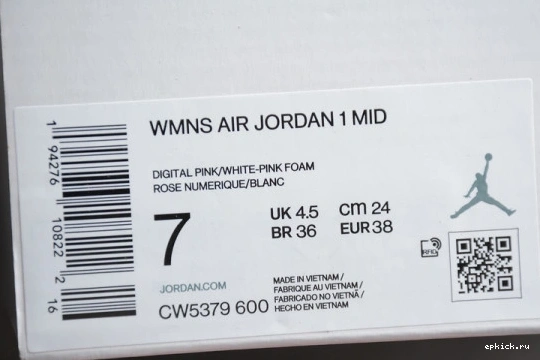 WMNS AIR JORDAN 1 MID
DIGITAL PINK/WHITE-PINK FOAM
ROSE NUMERIQUE/BLANC
7
UK 4.5 cm 24
BR 36 EUR 38
JORDAN.COM
CW5379 600
MADE IN VIETNAM/
FABRIQUE AU VIETNAM /
FABRICADO NO VIETNÃ /
HECHO EN VIETNAM
1 94276 10822 2 16
RFID
epkick.ru